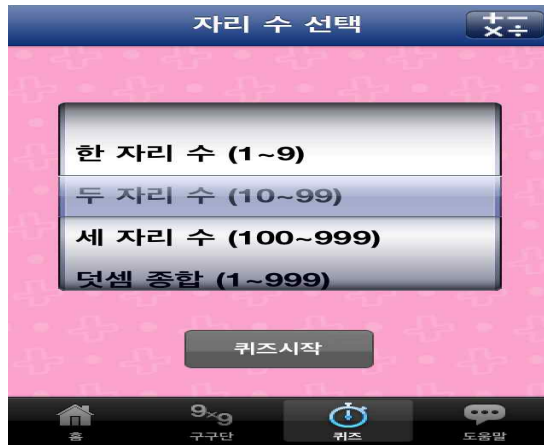 자리 수 선택
+ − × ÷
한 자리 수 (1~9)
두 자리 수 (10~99)
세 자리 수 (100~999)
덧셈 종합 (1~999)
퀴즈시작
9×9
홈
구구단
퀴즈
도움말